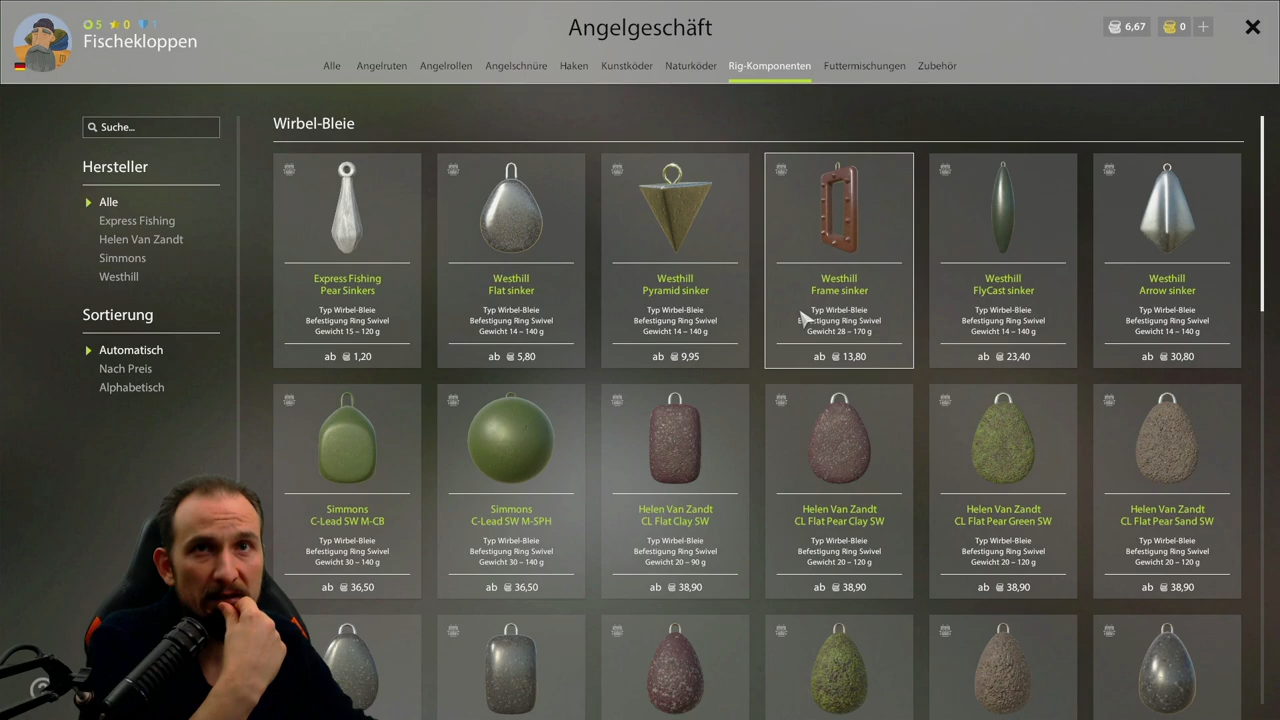 5 0 1
Fischekloppen
Angelgeschäft
6,67 0
Alle Angelruten Angelrollen Angelschnüre Haken Kunstköder Naturköder Rig-Komponenten Futtermischungen Zubehör
Suche...
Hersteller
Alle
Express Fishing
Helen Van Zandt
Simmons
Westhill
Sortierung
Automatisch
Nach Preis
Alphabetisch
Wirbel-Bleie
Express Fishing
Pear Sinkers
Typ Wirbel-Bleie
Befestigung Ring Swivel
Gewicht 15 – 120 g
ab 1,20
Westhill
Flat sinker
Typ Wirbel-Bleie
Befestigung Ring Swivel
Gewicht 14 – 140 g
ab 5,80
Westhill
Pyramid sinker
Typ Wirbel-Bleie
Befestigung Ring Swivel
Gewicht 14 – 140 g
ab 9,95
Westhill
Frame sinker
Typ Wirbel-Bleie
Befestigung Ring Swivel
Gewicht 28 – 170 g
ab 13,80
Westhill
FlyCast sinker
Typ Wirbel-Bleie
Befestigung Ring Swivel
Gewicht 14 – 140 g
ab 23,40
Westhill
Arrow sinker
Typ Wirbel-Bleie
Befestigung Ring Swivel
Gewicht 14 – 140 g
ab 30,80
Simmons
C-Lead SW M-CB
Typ Wirbel-Bleie
Befestigung Ring Swivel
Gewicht 30 – 140 g
ab 36,50
Simmons
C-Lead SW M-SPH
Typ Wirbel-Bleie
Befestigung Ring Swivel
Gewicht 30 – 140 g
ab 36,50
Helen Van Zandt
CL Flat Clay SW
Typ Wirbel-Bleie
Befestigung Ring Swivel
Gewicht 20 – 90 g
ab 38,90
Helen Van Zandt
CL Flat Pear Clay SW
Typ Wirbel-Bleie
Befestigung Ring Swivel
Gewicht 20 – 120 g
ab 38,90
Helen Van Zandt
CL Flat Pear Green SW
Typ Wirbel-Bleie
Befestigung Ring Swivel
Gewicht 20 – 120 g
ab 38,90
Helen Van Zandt
CL Flat Pear Sand SW
Typ Wirbel-Bleie
Befestigung Ring Swivel
Gewicht 20 – 120 g
ab 38,90